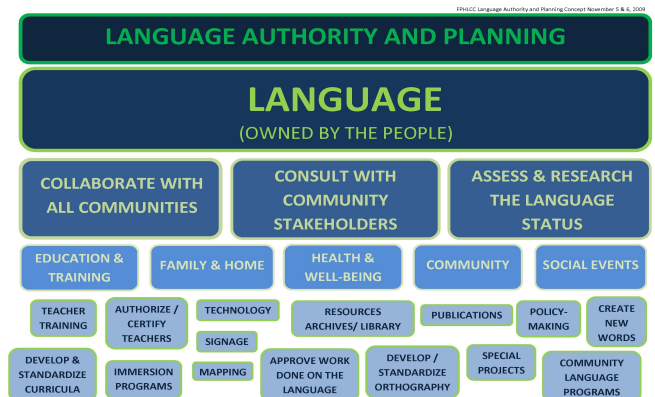 FPHLCC Language Authority and Planning Concept November 5 & 6, 2009
LANGUAGE AUTHORITY AND PLANNING
LANGUAGE
(OWNED BY THE PEOPLE)
COLLABORATE WITH
ALL COMMUNITIES
CONSULT WITH
COMMUNITY
STAKEHOLDERS
ASSESS & RESEARCH
THE LANGUAGE
STATUS
EDUCATION &
TRAINING
FAMILY & HOME
HEALTH &
WELL-BEING
COMMUNITY
SOCIAL EVENTS
TEACHER
TRAINING
AUTHORIZE /
CERTIFY
TEACHERS
TECHNOLOGY
SIGNAGE
MAPPING
RESOURCES
ARCHIVES/ LIBRARY
PUBLICATIONS
POLICY-
MAKING
CREATE
NEW
WORDS
DEVELOP &
STANDARDIZE
CURRICULA
IMMERSION
PROGRAMS
APPROVE WORK
DONE ON THE
LANGUAGE
DEVELOP /
STANDARDIZE
ORTHOGRAPHY
SPECIAL
PROJECTS
COMMUNITY
LANGUAGE
PROGRAMS